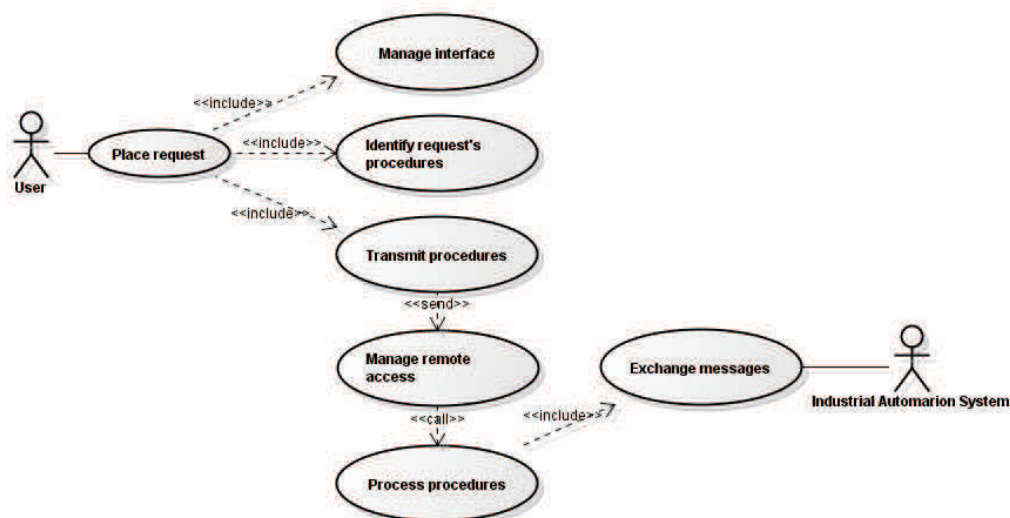 Manage interface
<<include>>
Place request
<<include>>
Identify request's
procedures
User
<<include>>
Transmit procedures
<<send>>
Manage remote
access
Exchange messages
Industrial Automarion System
<<call>>
<<include>>
Process procedures